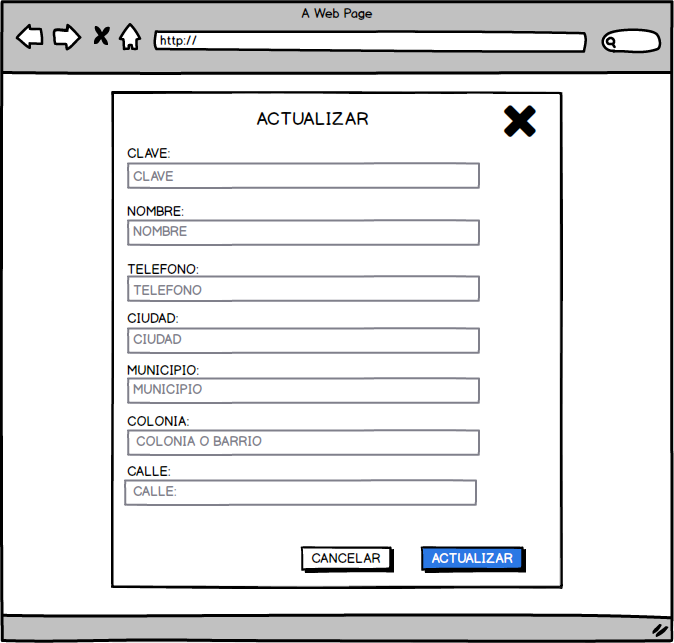 A Web Page
http://
ACTUALIZAR
CLAVE:
CLAVE
NOMBRE:
NOMBRE
TELEFONO:
TELEFONO
CIUDAD:
CIUDAD
MUNICIPIO:
MUNICIPIO
COLONIA:
COLONIA O BARRIO
CALLE:
CALLE:
CANCELAR ACTUALIZAR